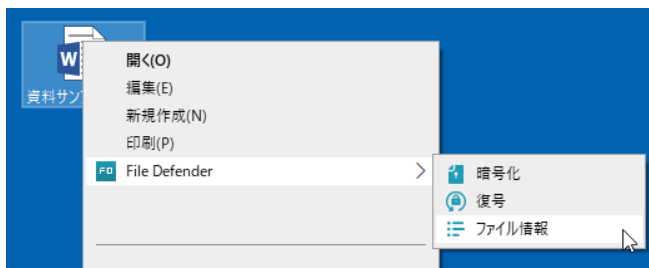 W
資料サン
開く(O)
編集(E)
新規作成(N)
印刷(P)
FD File Defender
暗号化
復号
ファイル情報